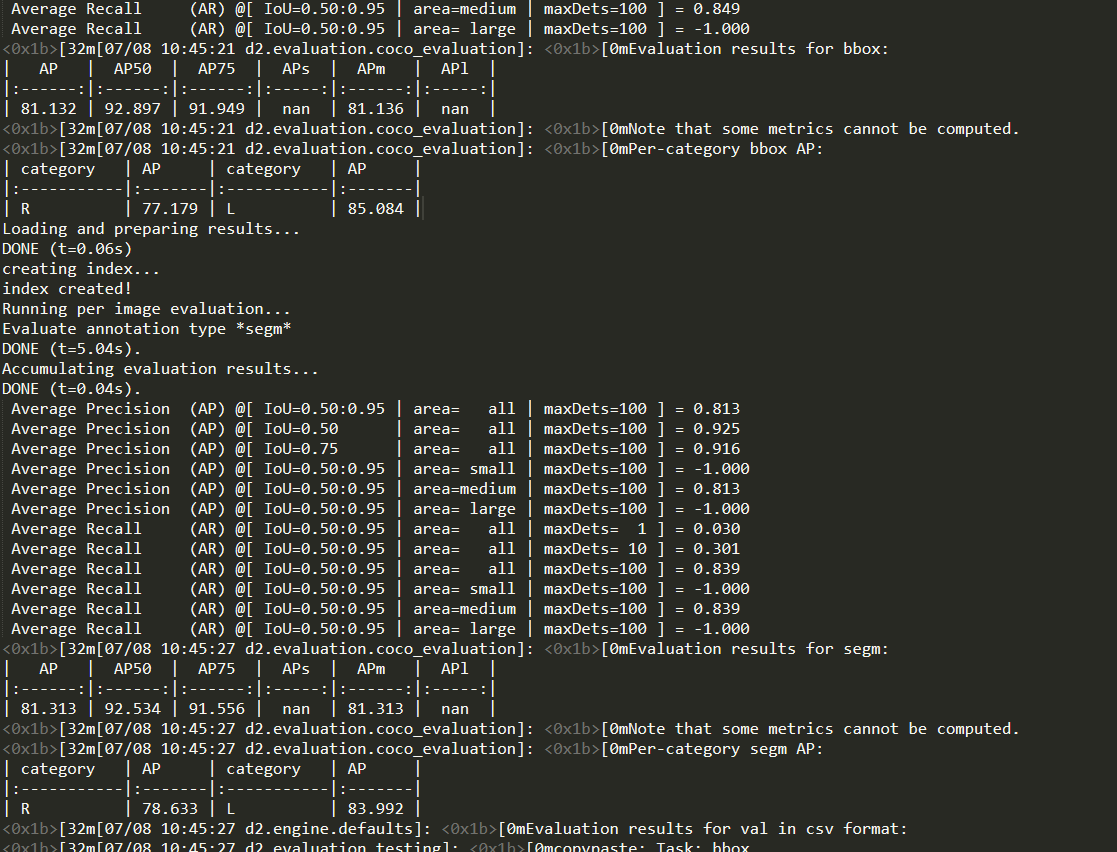 Average Recall     (AR) @[ IoU=0.50:0.95 | area=medium | maxDets=100 ] = 0.849
Average Recall     (AR) @[ IoU=0.50:0.95 | area= large | maxDets=100 ] = -1.000
<0x1b>[32m[07/08 10:45:21 d2.evaluation.coco_evaluation]: <0x1b>[0mEvaluation results for bbox:
|   AP   |  AP50  |  AP75  |  APs  |  APm   |  APl  |
|:------:|:------:|:------:|:-----:|:------:|:-----:|
| 81.132 | 92.897 | 91.949 |  nan  | 81.136 |  nan  |
<0x1b>[32m[07/08 10:45:21 d2.evaluation.coco_evaluation]: <0x1b>[0mNote that some metrics cannot be computed.
<0x1b>[32m[07/08 10:45:21 d2.evaluation.coco_evaluation]: <0x1b>[0mPer-category bbox AP:
| category   | AP     | category   | AP     |
|:-----------|:-------|:-----------|:-------|
| R          | 77.179 | L          | 85.084 |
Loading and preparing results...
DONE (t=0.06s)
creating index...
index created!
Running per image evaluation...
Evaluate annotation type *segm*
DONE (t=5.04s).
Accumulating evaluation results...
DONE (t=0.04s).
Average Precision  (AP) @[ IoU=0.50:0.95 | area=   all | maxDets=100 ] = 0.813
Average Precision  (AP) @[ IoU=0.50      | area=   all | maxDets=100 ] = 0.925
Average Precision  (AP) @[ IoU=0.75      | area=   all | maxDets=100 ] = 0.916
Average Precision  (AP) @[ IoU=0.50:0.95 | area= small | maxDets=100 ] = -1.000
Average Precision  (AP) @[ IoU=0.50:0.95 | area=medium | maxDets=100 ] = 0.813
Average Precision  (AP) @[ IoU=0.50:0.95 | area= large | maxDets=100 ] = -1.000
Average Recall     (AR) @[ IoU=0.50:0.95 | area=   all | maxDets=  1 ] = 0.030
Average Recall     (AR) @[ IoU=0.50:0.95 | area=   all | maxDets= 10 ] = 0.301
Average Recall     (AR) @[ IoU=0.50:0.95 | area=   all | maxDets=100 ] = 0.839
Average Recall     (AR) @[ IoU=0.50:0.95 | area= small | maxDets=100 ] = -1.000
Average Recall     (AR) @[ IoU=0.50:0.95 | area=medium | maxDets=100 ] = 0.839
Average Recall     (AR) @[ IoU=0.50:0.95 | area= large | maxDets=100 ] = -1.000
<0x1b>[32m[07/08 10:45:27 d2.evaluation.coco_evaluation]: <0x1b>[0mEvaluation results for segm:
|   AP   |  AP50  |  AP75  |  APs  |  APm   |  APl  |
|:------:|:------:|:------:|:-----:|:------:|:-----:|
| 81.313 | 92.534 | 91.556 |  nan  | 81.313 |  nan  |
<0x1b>[32m[07/08 10:45:27 d2.evaluation.coco_evaluation]: <0x1b>[0mNote that some metrics cannot be computed.
<0x1b>[32m[07/08 10:45:27 d2.evaluation.coco_evaluation]: <0x1b>[0mPer-category segm AP:
| category   | AP     | category   | AP     |
|:-----------|:-------|:-----------|:-------|
| R          | 78.633 | L          | 83.992 |
<0x1b>[32m[07/08 10:45:27 d2.engine.defaults]: <0x1b>[0mEvaluation results for val in csv format:
<0x1b>[32m[07/08 10:45:27 d2.evaluation.testing]: <0x1b>[0mcopypaste: Task: bbox